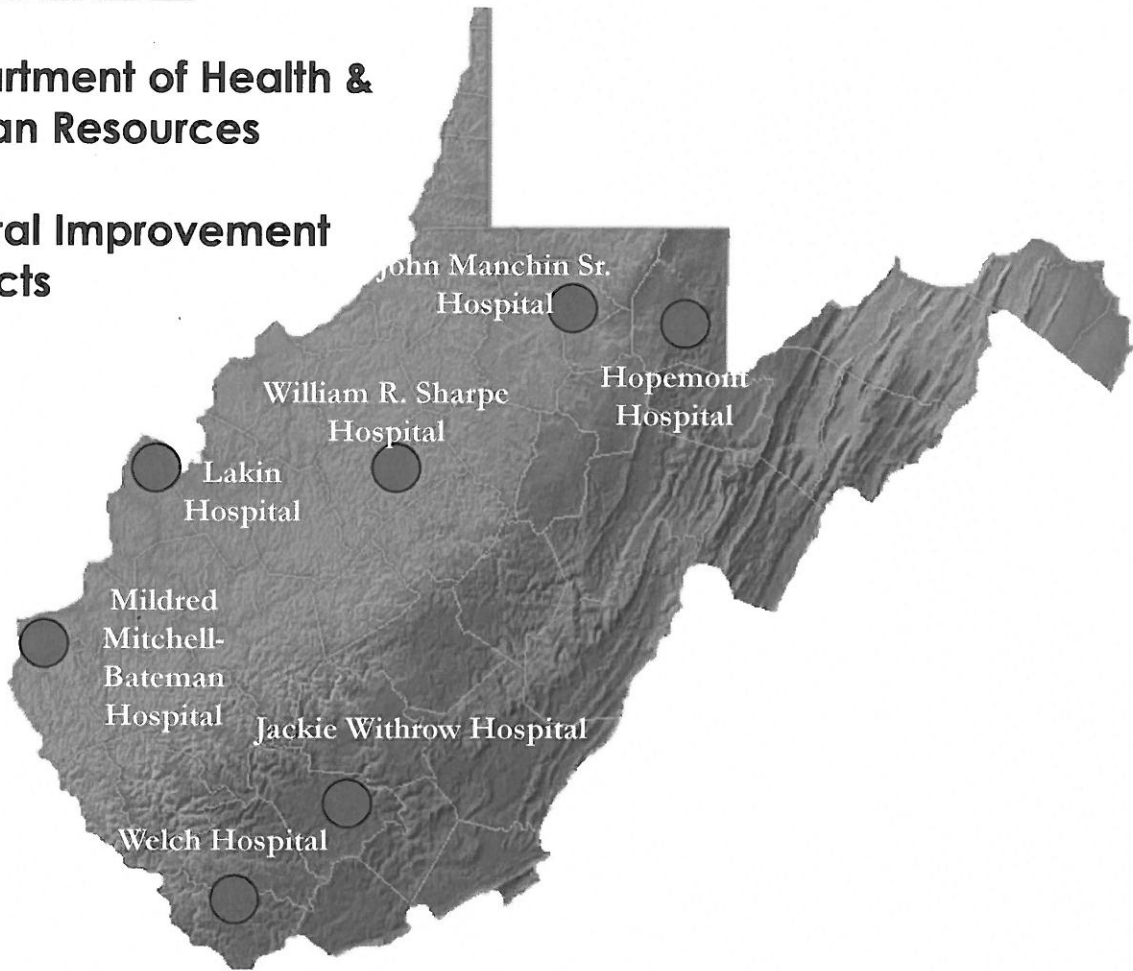 artment of Health &
an Resources
ral Improvement
cts
John Manchin Sr.
Hospital
Hopemont
Hospital
William R. Sharpe
Hospital
Lakin
Hospital
Mildred
Mitchell-
Bateman
Hospital
Jackie Withrow Hospital
Welch Hospital